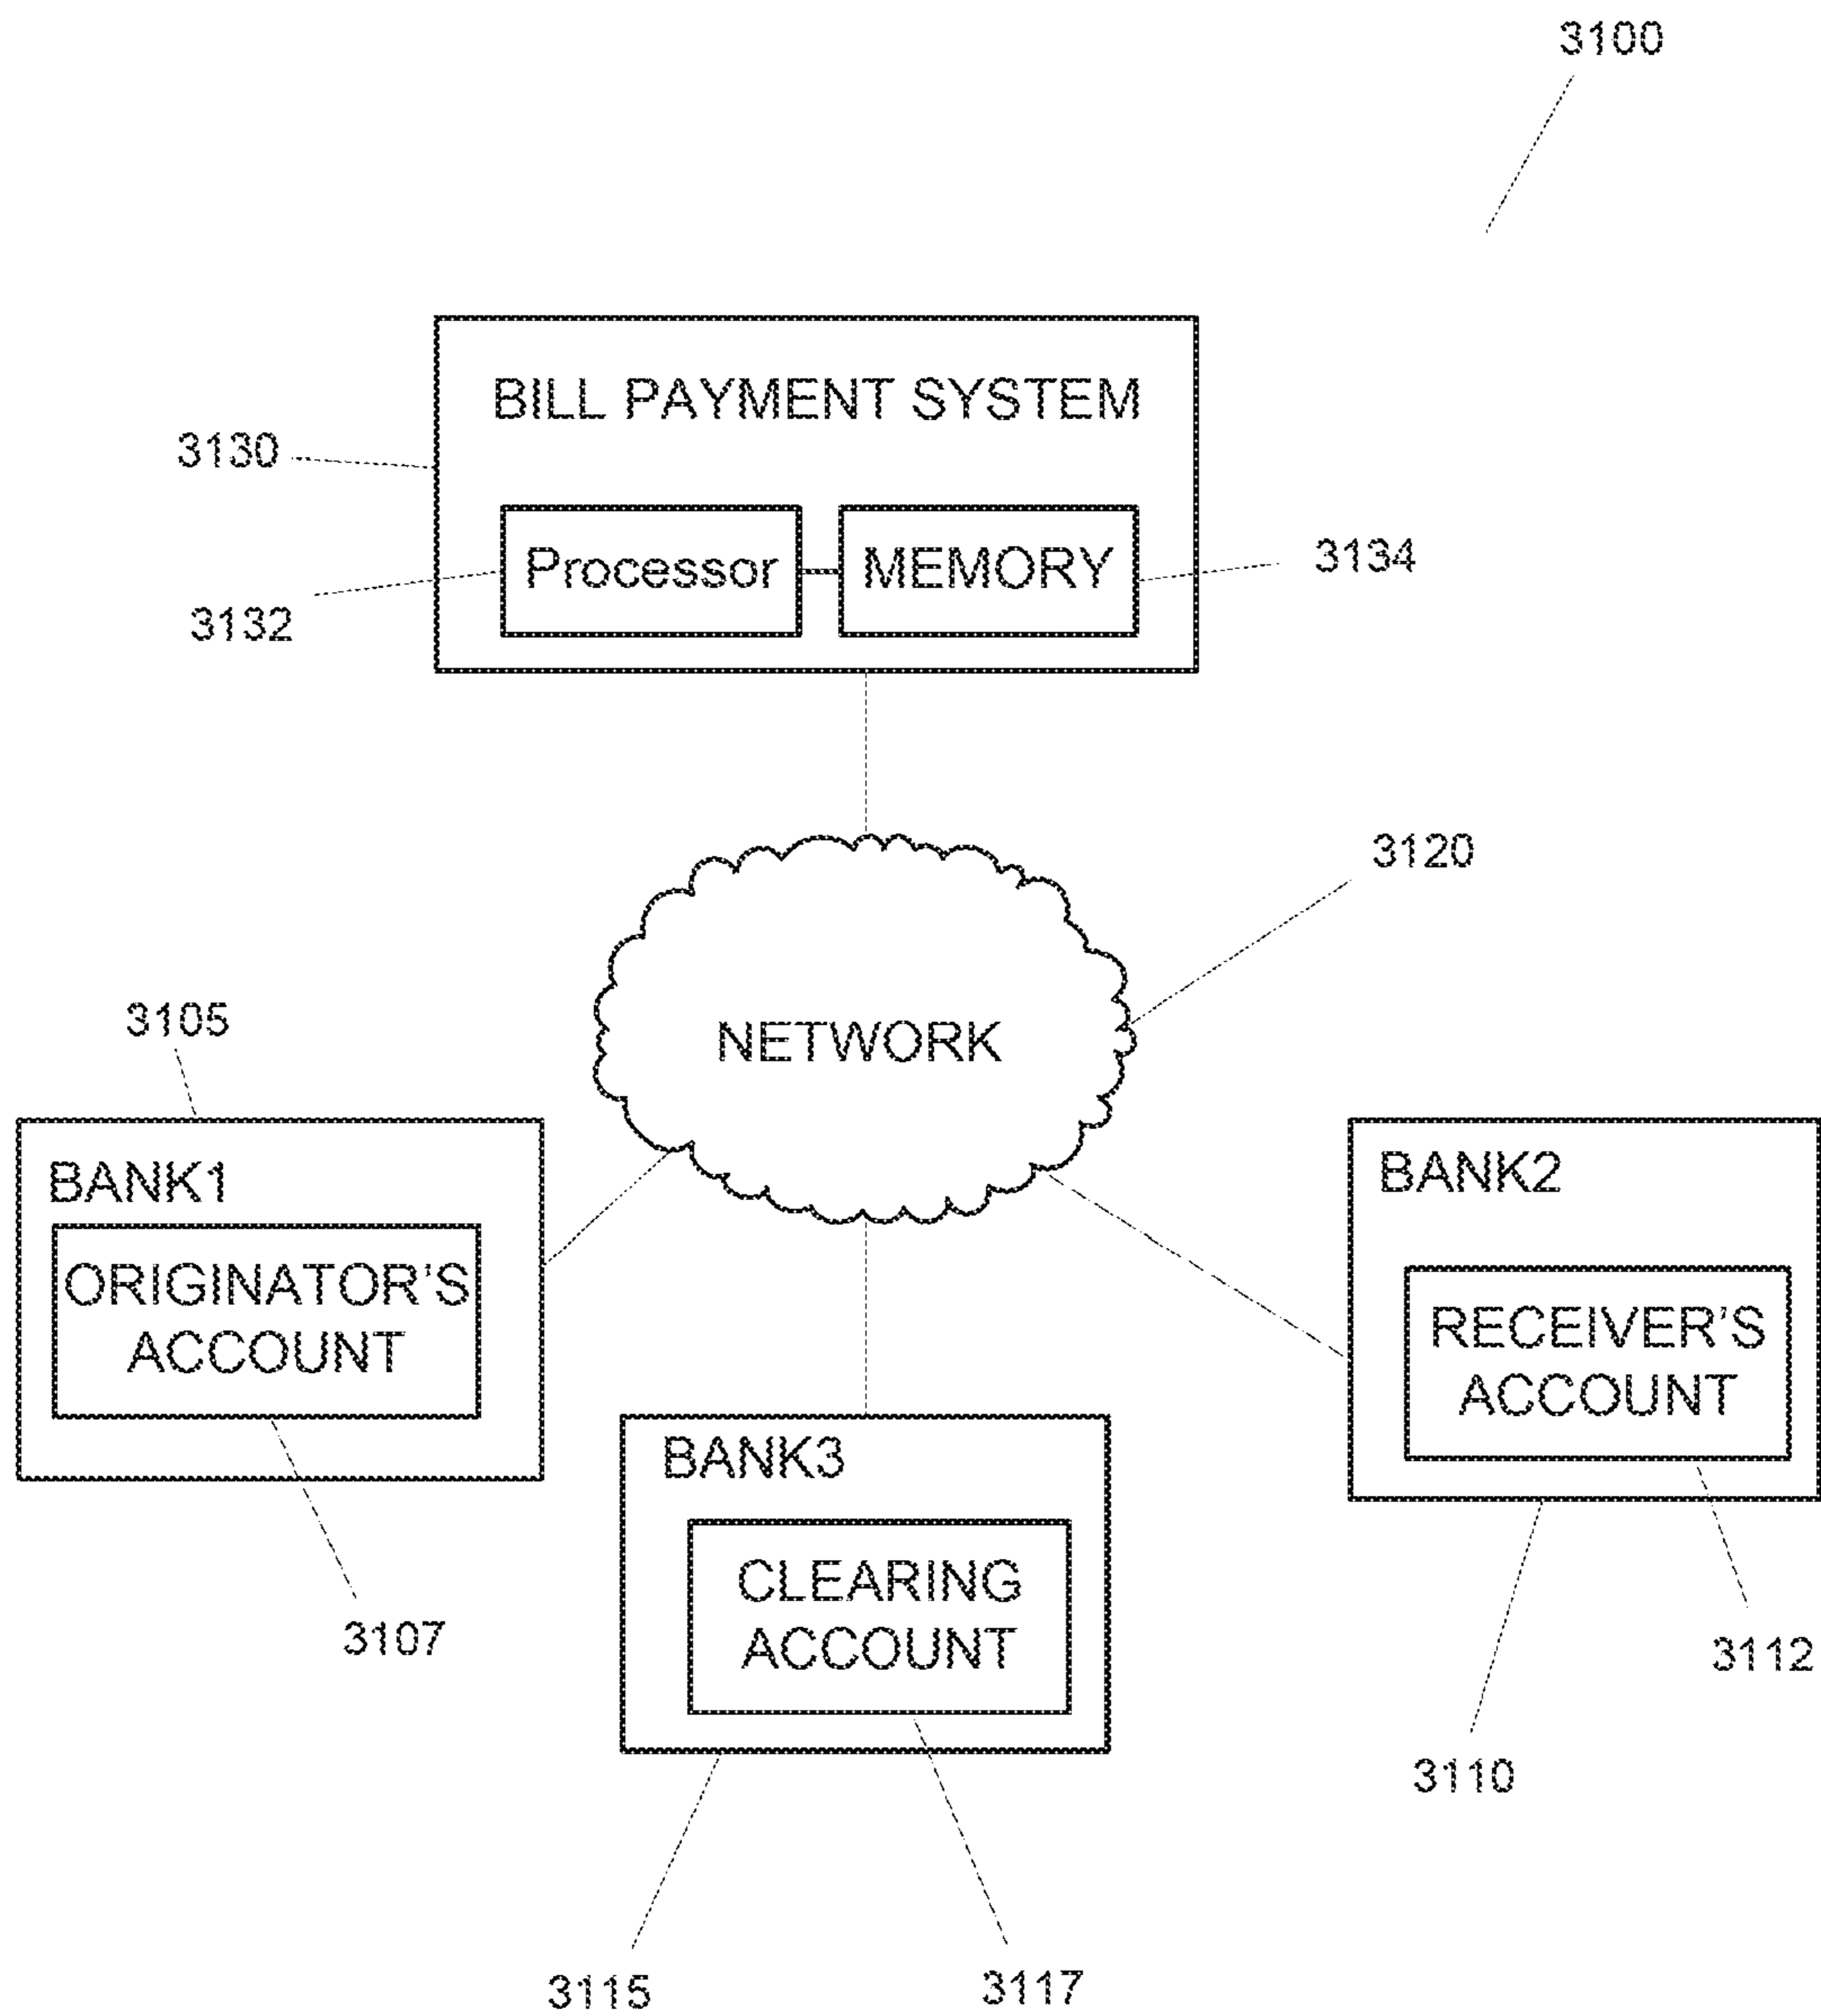 3100
BILL PAYMENT SYSTEM
3130
Processor
MEMORY
3134
3132
3120
NETWORK
3105
BANK1
ORIGINATOR'S
ACCOUNT
BANK2
RECEIVER'S
ACCOUNT
BANK3
CLEARING
ACCOUNT
3107
3112
3110
3115
3117